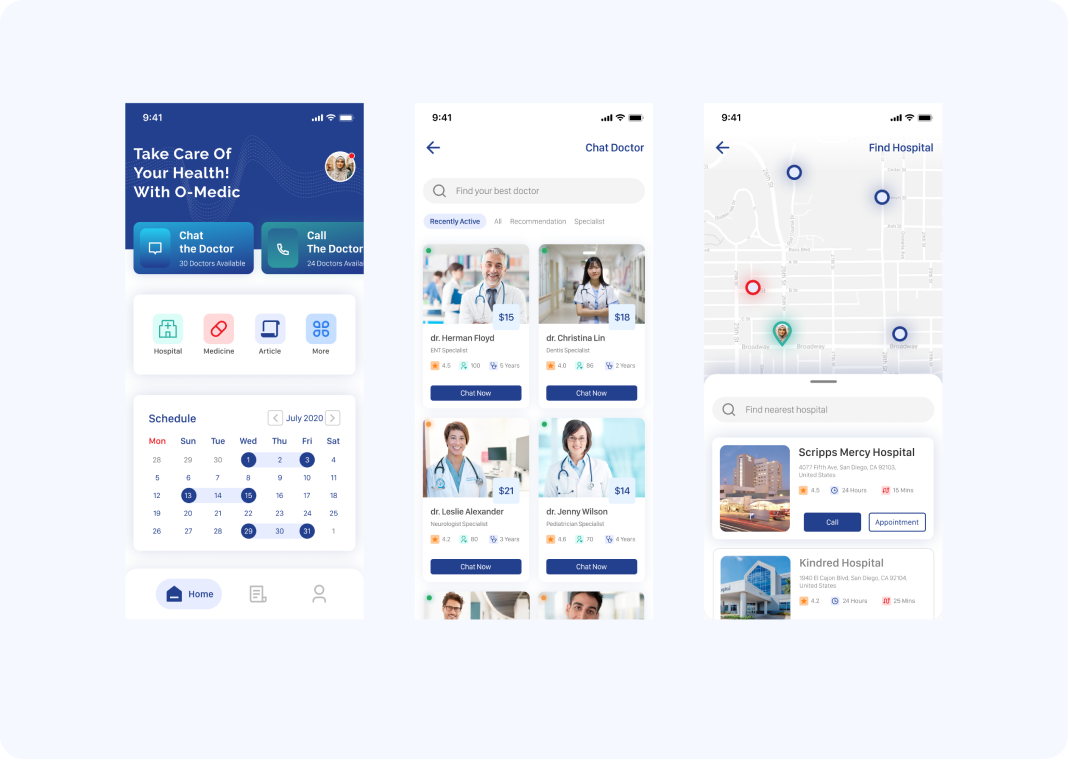 9:41
Take Care Of
Your Health!
With O-Medic
Chat
the Doctor
30 Doctors Available
Call
The Doctor
24 Doctors Availa
Hospital
Medicine
Article
More
Schedule
July 2020
Mon Sun Tue Wed Thu Fri Sat
28 29 30 1 2 3 4
5 6 7 8 9 10 11
12 13 14 15 16 17 18
19 20 21 22 23 24 25
26 27 28 29 30 31 1
Home
9:41
Chat Doctor
Find your best doctor
Recently Active All Recommendation Specialist
$15
dr. Herman Floyd
ENT Specialist
4.5 100 5 Years
Chat Now
$18
dr. Christina Lin
Dentis Specialist
4.0 86 2 Years
Chat Now
$21
dr. Leslie Alexander
Neurologist Specialist
4.2 80 3 Years
Chat Now
$14
dr. Jenny Wilson
Pediactrian Specialist
4.6 70 4 Years
Chat Now
9:41
Find Hospital
Broadway
Broadway
Find nearest hospital
Scripps Mercy Hospital
4077 Fifth Ave, San Diego, CA 92103,
United States
4.5 24 Hours 15 Mins
Call
Appointment
Kindred Hospital
1940 El Cajon Blvd, San Diego, CA 92104,
United States
4.2 24 Hours 25 Mins